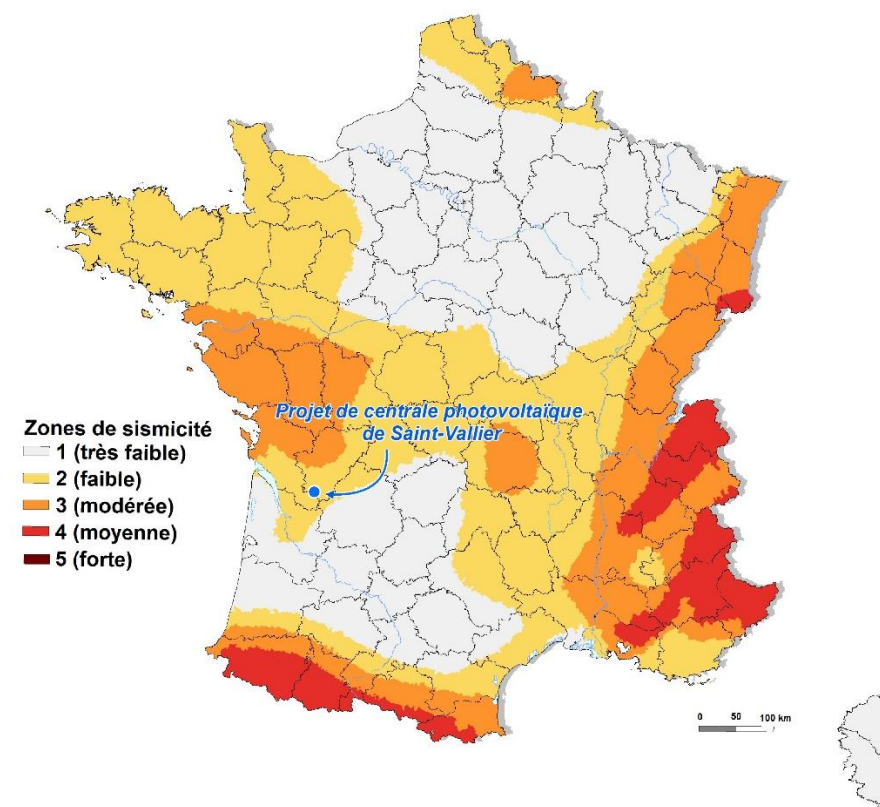 Projet de centrale photovoltaïque
de Saint-Vallier
Zones de sismicité
1 (très faible)
2 (faible)
3 (modérée)
4 (moyenne)
5 (forte)
0 50 100 km